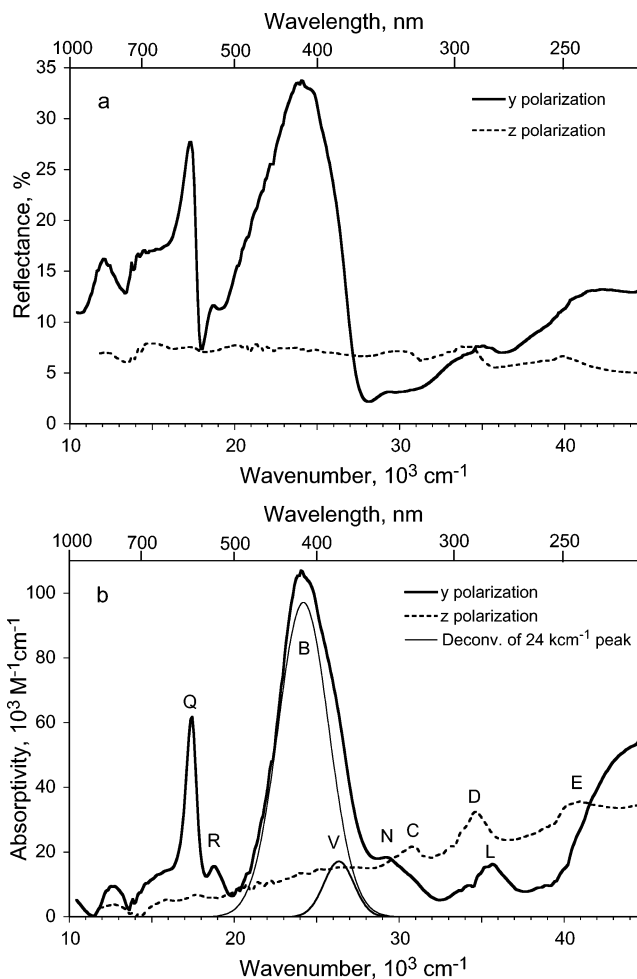 Wavelength, nm
1000 700 500 400 300 250
a
y polarization
z polarization
35
30
25
20
15
10
5
0
Reflectance, %
10 20 30 40
Wavenumber, 10³ cm⁻¹
Wavelength, nm
1000 700 500 400 300 250
b
y polarization
z polarization
Deconv. of 24 kcm⁻¹ peak
100
80
60
40
20
0
Absorptivity, 10³ M⁻¹cm⁻¹
Q
R
B
V
N
C
D
L
E
10 20 30 40
Wavenumber, 10³ cm⁻¹